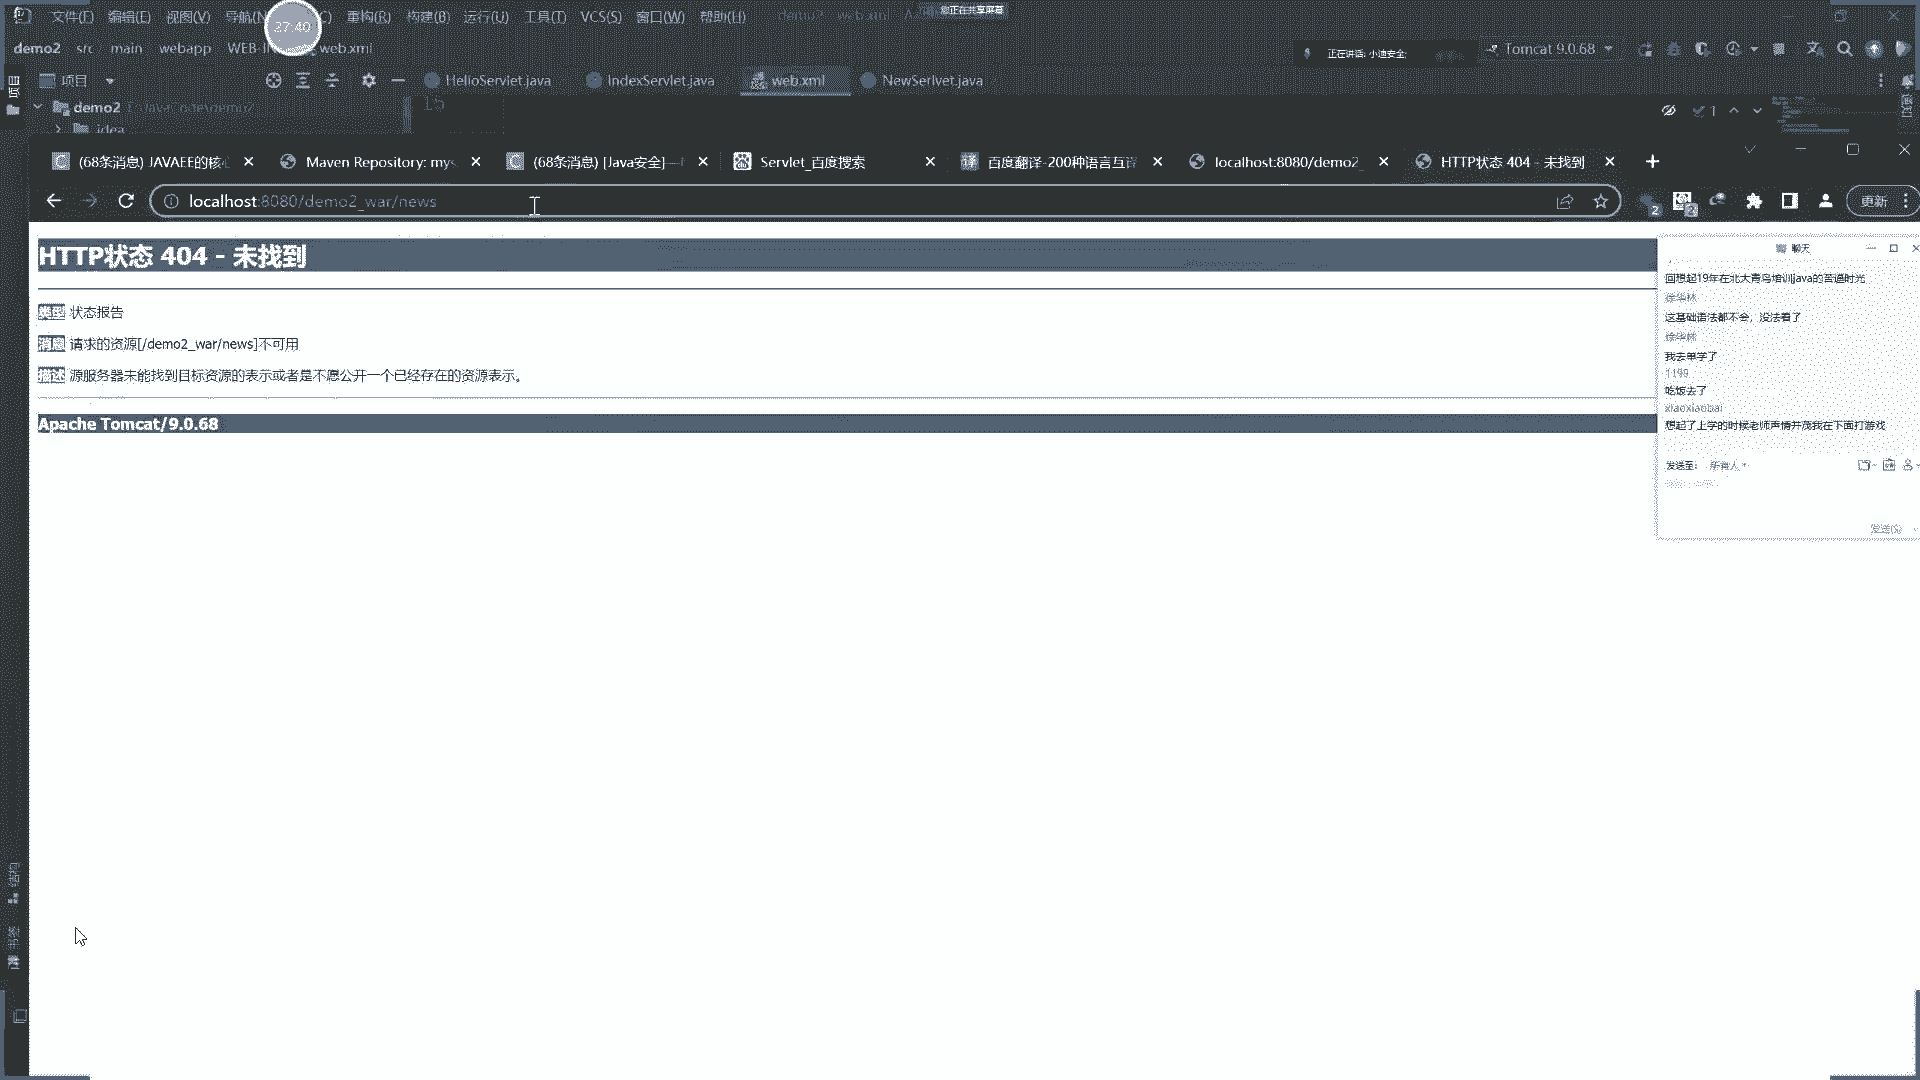 文件(F) 编辑(E) 视图(V) 重构(R) 构建(B) 运行(U) 工具(T) VCS(S) 窗口(W) 帮助(H)
27:40
您正在共享屏幕
demo2 src main webapp web.xml
正在讲话: 小迪安全;
Tomcat 9.0.68
项目
HelloServlet.java IndexServlet.java web.xml NewSerlvet.java
demo2
15
1
idea
(68条消息) JAVAEE的核
Maven Repository: mys
(68条消息) [Java安全]—
Servlet_百度搜索
百度翻译-200种语言互译
localhost:8080/demo2_
HTTP状态 404 - 未找到
localhost:8080/demo2_war/news
2
2
更新
HTTP状态 404 - 未找到
类型 状态报告
消息 请求的资源[/demo2_war/news]不可用
描述 源服务器未能找到目标资源的表示或者是不愿公开一个已经存在的资源表示。
Apache Tomcat/9.0.68
聊天
回想起19年在北大青鸟培训java的苦逼时光
徐华林
这基础语法都不会，没法看了
徐华林
我去单学了
1199
吃饭去了
xiaoxiaobai
想起了上学的时候老师声情并茂我在下面打游戏
发送至: 所有人
发送(S)
结构
书签